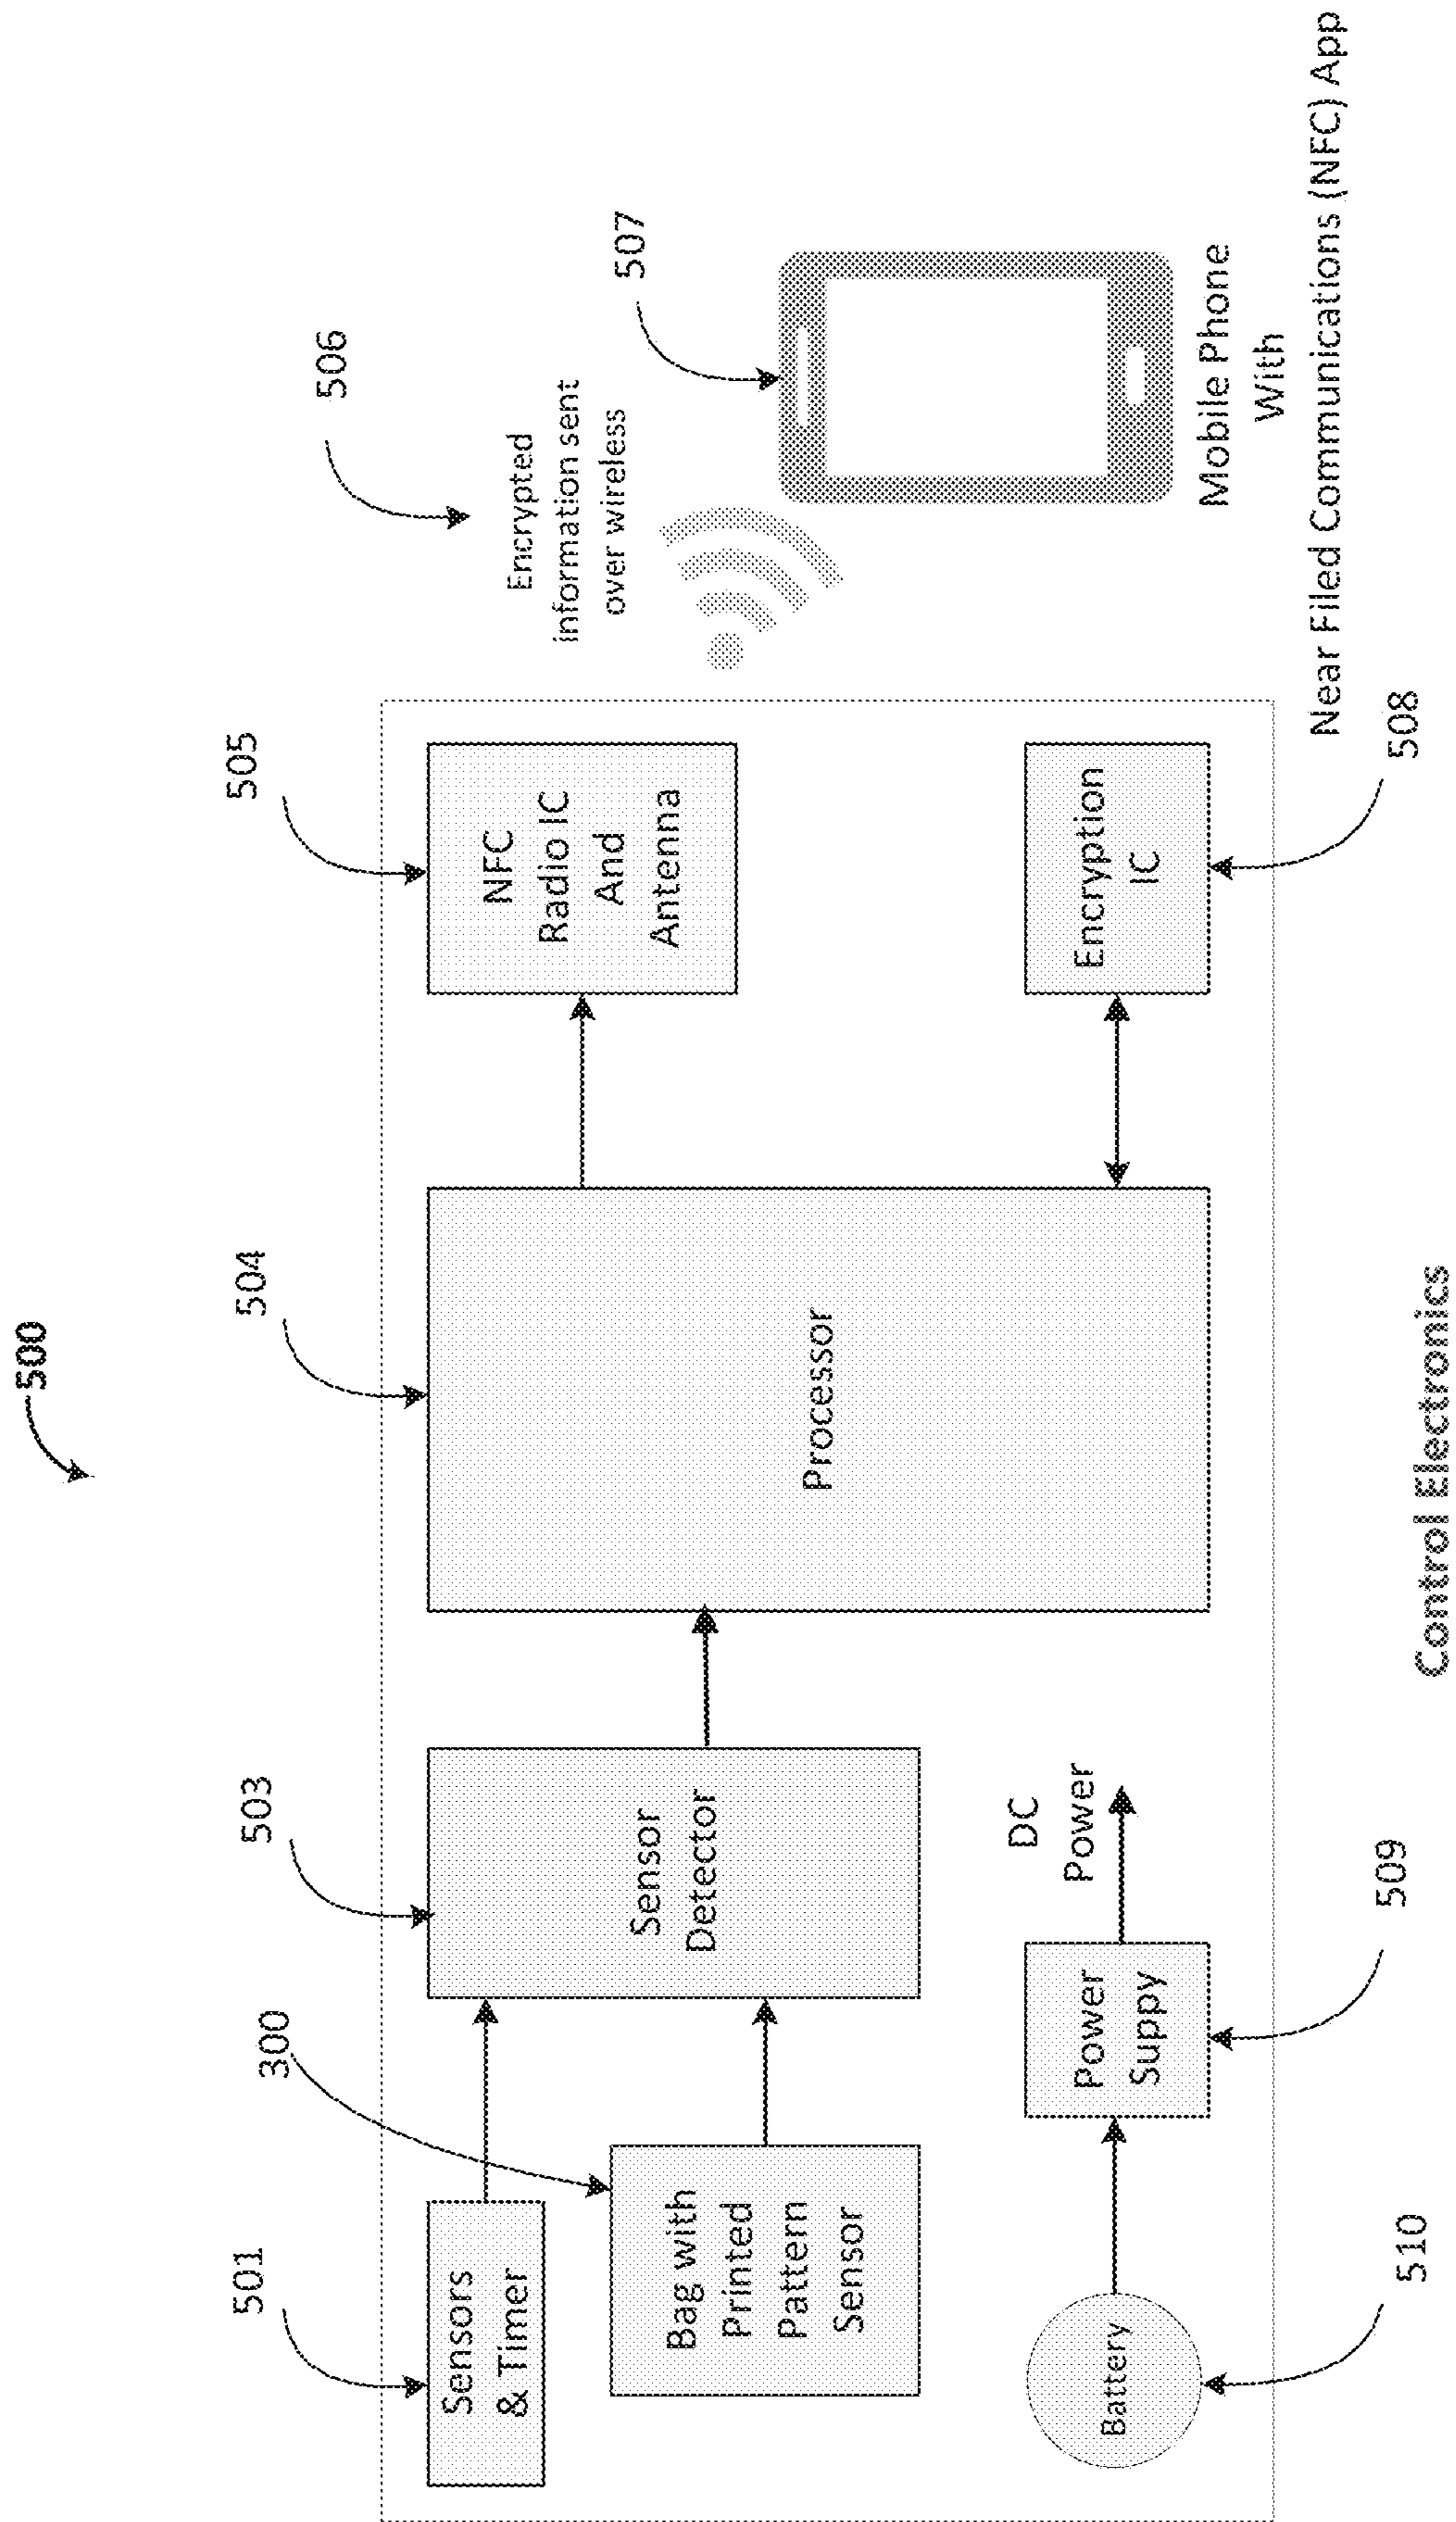 500
501
Sensors
& Timer
300
Bag with
Printed
Pattern
Sensor
503
Sensor
Detector
504
Processor
505
NFC
Radio IC
And
Antenna
506
Encrypted
information sent
over wireless
507
Mobile Phone
With
Near Filed Communications (NFC) App
Encryption
IC
508
Battery
510
Power
Suppy
509
DC
Power
Control Electronics